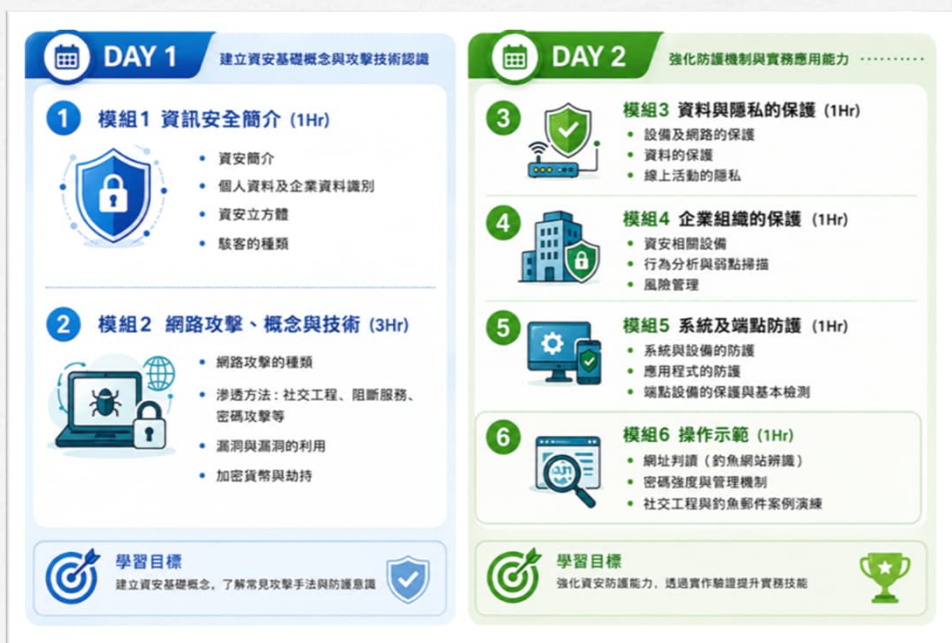 DAY 1
建立資安基礎概念與攻擊技術認識
1
模組1 資訊安全簡介 (1Hr)
• 資安簡介
• 個人資料及企業資料識別
• 資安立方體
• 駭客的種類
2
模組2 網路攻擊、概念與技術 (3Hr)
• 網路攻擊的種類
• 滲透方法：社交工程、阻斷服務、
密碼攻擊等
• 漏洞與漏洞的利用
• 加密貨幣與劫持
學習目標
建立資安基礎概念，了解常見攻擊手法與防護意識
DAY 2
強化防護機制與實務應用能力
3
模組3 資料與隱私的保護 (1Hr)
• 設備及網路的保護
• 資料的保護
• 線上活動的隱私
4
模組4 企業組織的保護 (1Hr)
• 資安相關設備
• 行為分析與弱點掃描
• 風險管理
5
模組5 系統及端點防護 (1Hr)
• 系統與設備的防護
• 應用程式的防護
• 端點設備的保護與基本檢測
6
模組6 操作示範 (1Hr)
• 網址判讀（釣魚網站辨識）
• 密碼強度與管理機制
• 社交工程與釣魚郵件案例演練
學習目標
強化資安防護能力，透過實作驗證提升實務技能